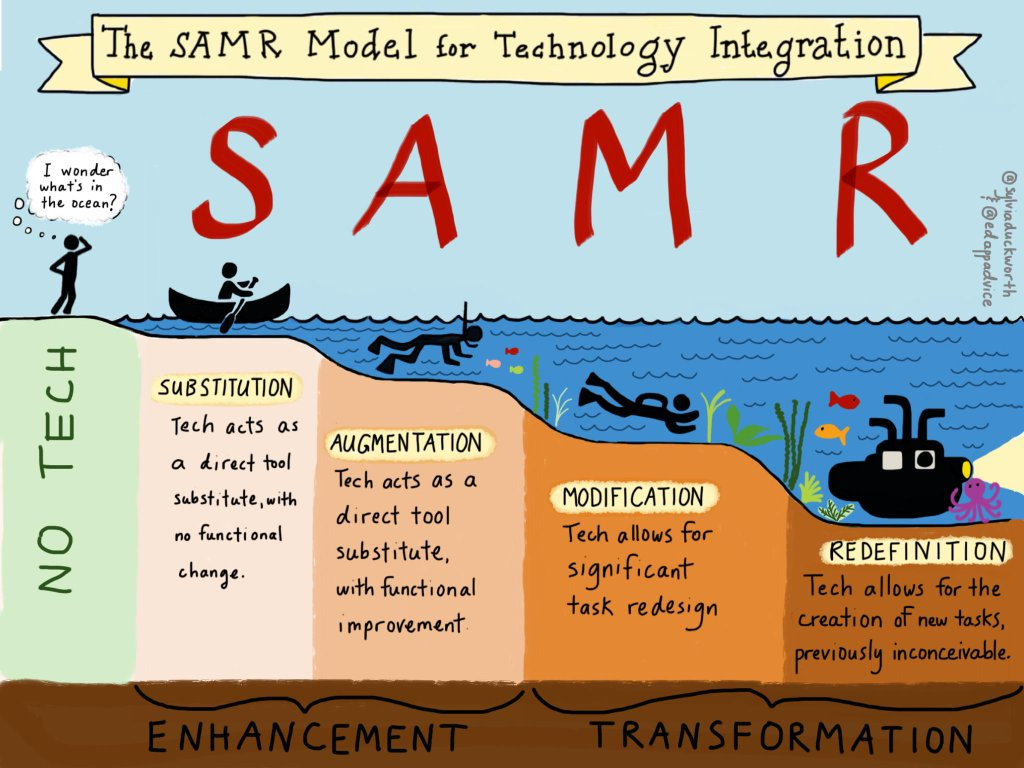 The SAMR Model for Technology Integration
S A M R
I wonder
what's in
the ocean?
@sylviaduckworth
& @edappadvice
NO TECH
SUBSTITUTION
Tech acts as
a direct tool
substitute, with
no functional
change.
AUGMENTATION
Tech acts as a
direct tool
substitute,
with functional
improvement.
MODIFICATION
Tech allows for
significant
task redesign
REDEFINITION
Tech allows for the
creation of new tasks,
previously inconceivable.
ENHANCEMENT
TRANSFORMATION